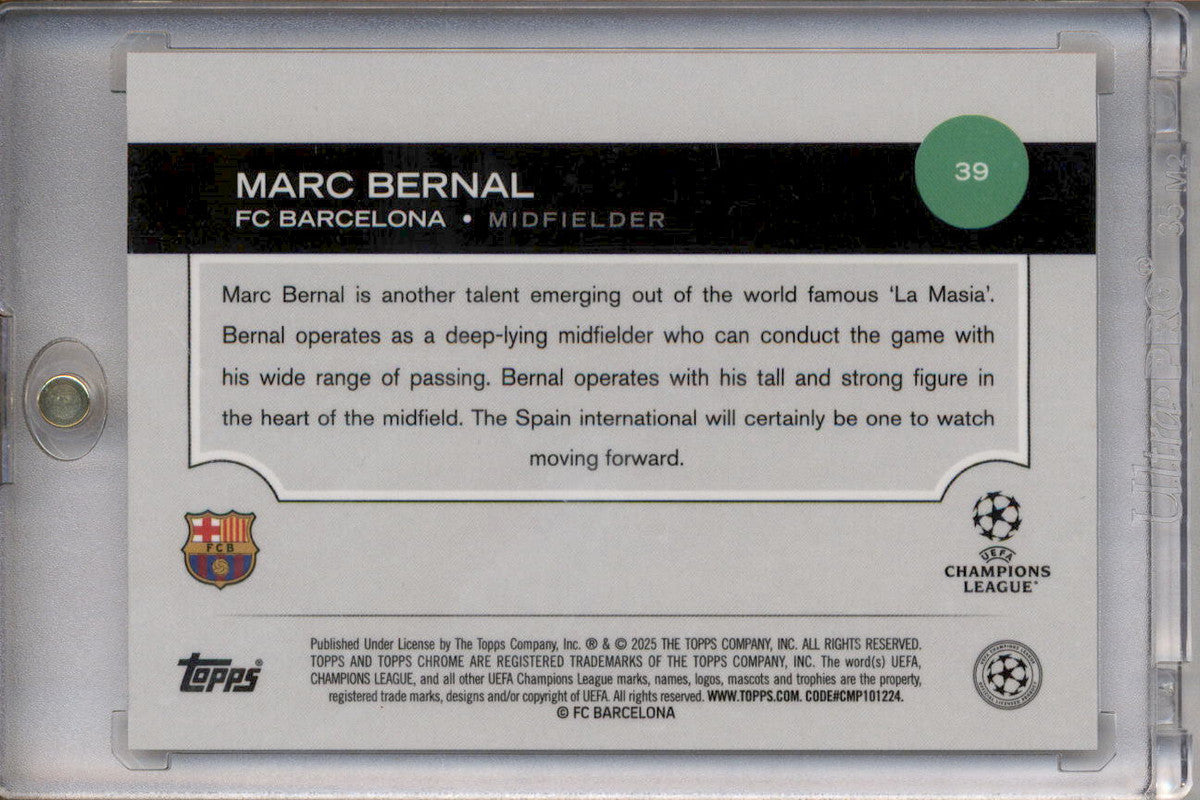 39
MARC BERNAL
FC BARCELONA • MIDFIELDER
Marc Bernal is another talent emerging out of the world famous ‘La Masia’.
Bernal operates as a deep-lying midfielder who can conduct the game with
his wide range of passing. Bernal operates with his tall and strong figure in
the heart of the midfield. The Spain international will certainly be one to watch
moving forward.
FCB
UEFA
CHAMPIONS
LEAGUE®
topps®
Published Under License by The Topps Company, Inc. ® & © 2025 THE TOPPS COMPANY, INC. ALL RIGHTS RESERVED.
TOPPS AND TOPPS CHROME ARE REGISTERED TRADEMARKS OF THE TOPPS COMPANY, INC. The word(s) UEFA,
CHAMPIONS LEAGUE, and all other UEFA Champions League marks, names, logos, mascots and trophies are the property,
registered trade marks, designs and/or copyright of UEFA. All rights reserved. WWW.TOPPS.COM. CODE#CMP101224.
© FC BARCELONA
UltraPRO®